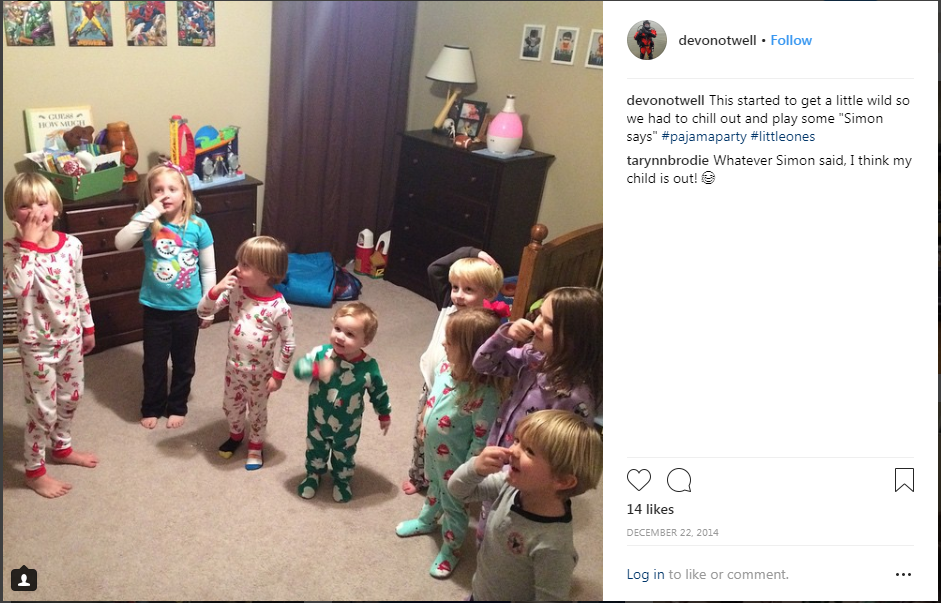 GUESS
HOW MUCH
devonotwell • Follow
devonotwell This started to get a little wild so
we had to chill out and play some "Simon
says" #pajamaparty #littleones
tarynnbrodie Whatever Simon said, I think my
child is out! 😂
14 likes
DECEMBER 22, 2014
Log in to like or comment.